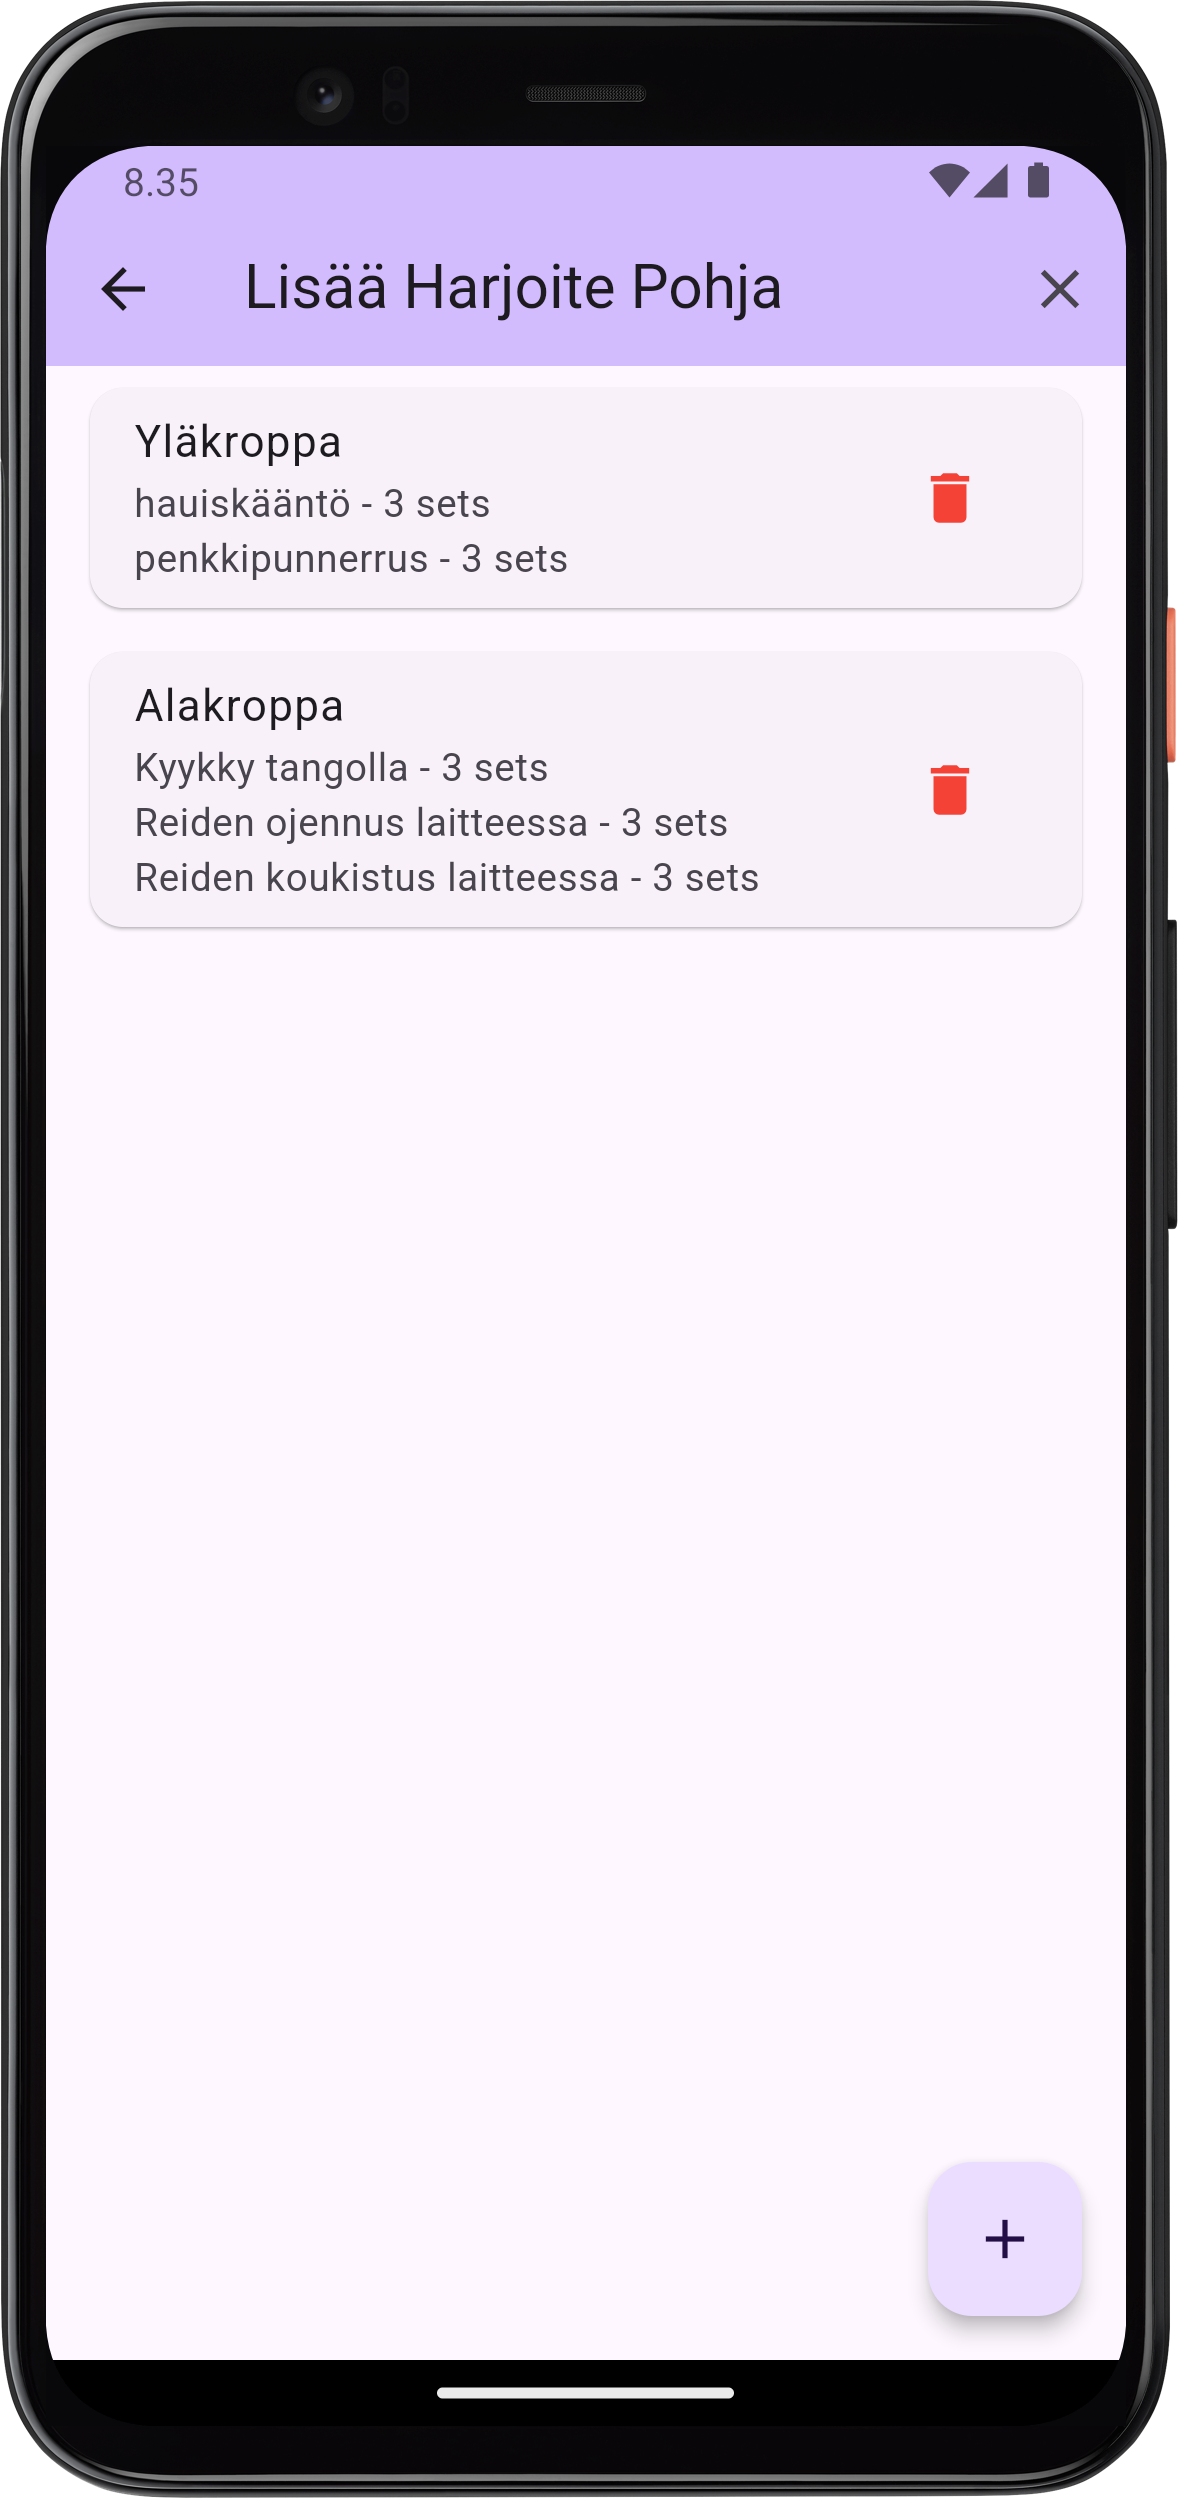 8.35
Lisää Harjoite Pohja
Yläkroppa
hauiskääntö - 3 sets
penkkipunnerrus - 3 sets
Alakroppa
Kyykky tangolla - 3 sets
Reiden ojennus laitteessa - 3 sets
Reiden koukistus laitteessa - 3 sets